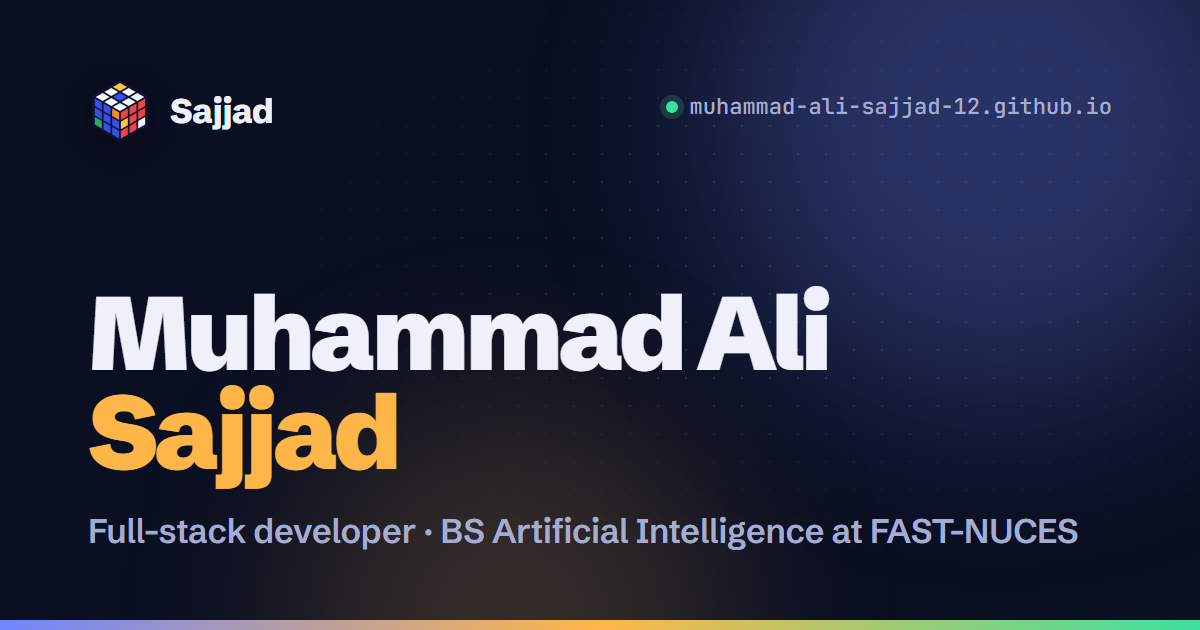 Sajjad
muhammad-ali-sajjad-12.github.io
Muhammad Ali
Sajjad
Full-stack developer · BS Artificial Intelligence at FAST-NUCES